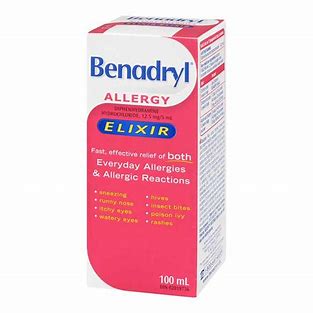 Benadryl
ALLERGY
DIPHENHYDRAMINE
HYDROCHLORIDE, 12.5 mg/5 mL
ELIXIR
Fast, effective relief of both
Everyday Allergies
& Allergic Reactions
• sneezing
• runny nose
• itchy eyes
• watery eyes
• hives
• insect bites
• poison ivy
• rashes
100 mL